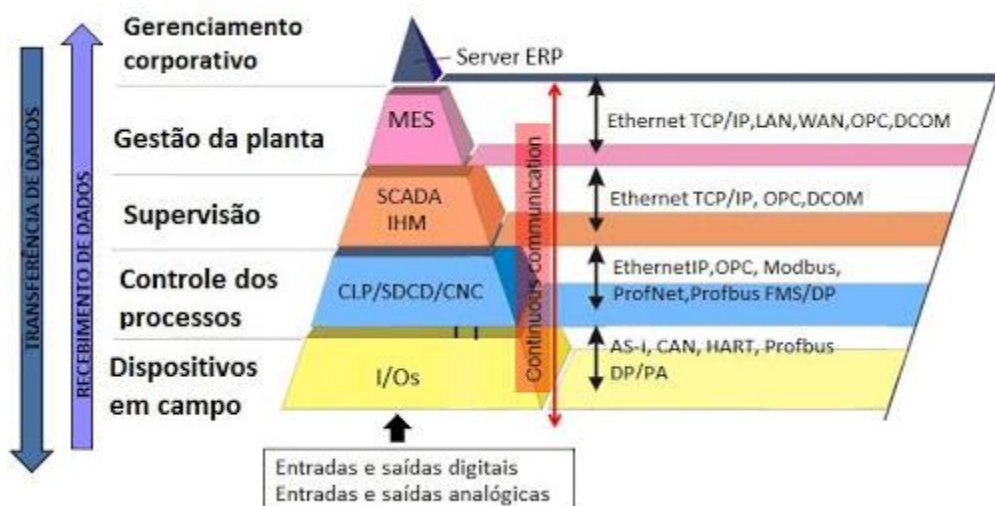 TRANSFERÊNCIA DE DADOS
RECEBIMENTO DE DADOS
Gerenciamento
corporativo
Server ERP
Gestão da planta
MES
Ethernet TCP/IP,LAN,WAN,OPC,DCOM
Supervisão
SCADA
IHM
Ethernet TCP/IP, OPC,DCOM
Controle dos
processos
CLP/SDCD/CNC
EthernetIP,OPC, Modbus,
ProfNet,Profbus FMS/DP
Dispositivos
em campo
I/Os
AS-i, CAN, HART, Profbus
DP/PA
Continuous communication
Entradas e saídas digitais
Entradas e saídas analógicas